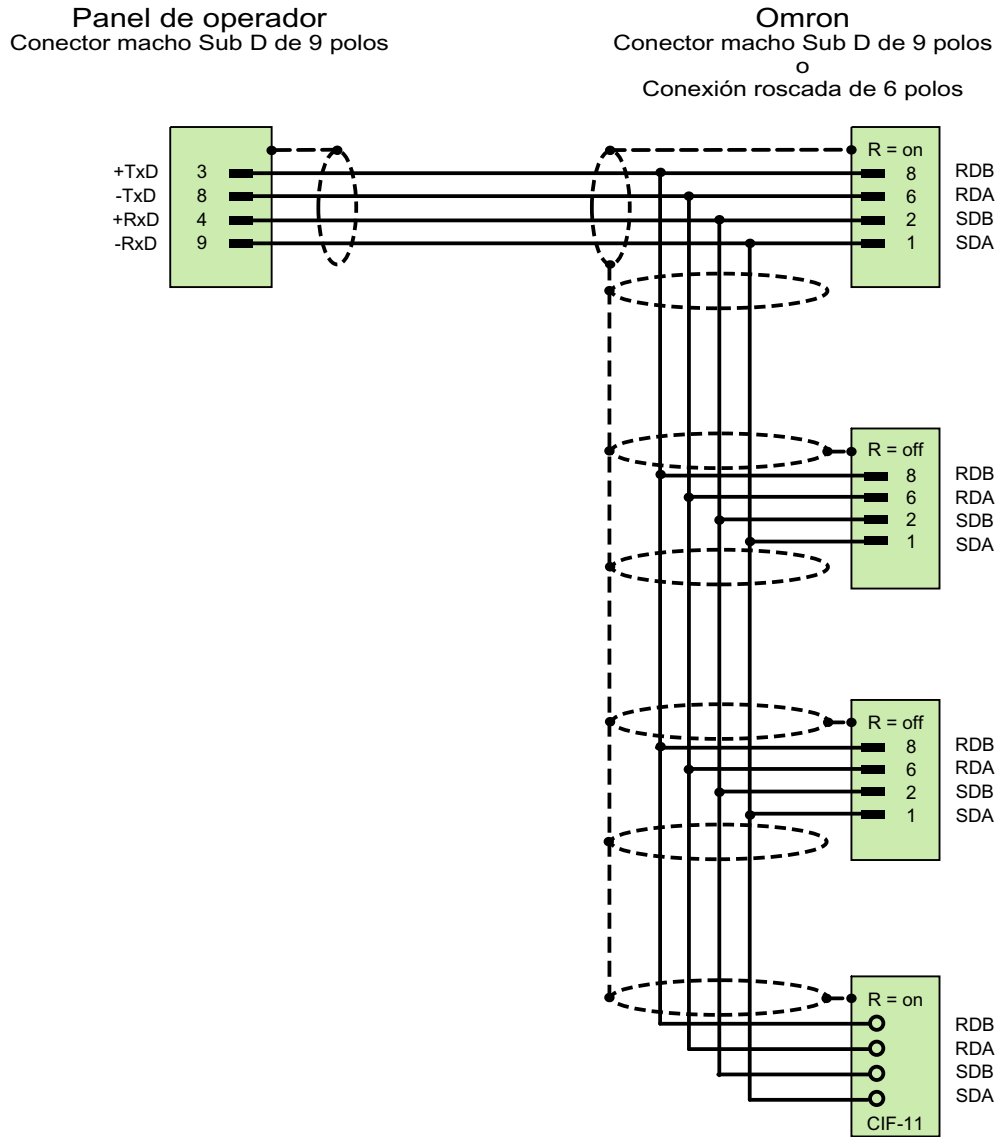 Panel de operador
Conector macho Sub D de 9 polos
Omron
Conector macho Sub D de 9 polos
o
Conexión roscada de 6 polos
R = on
+TxD 3
-TxD 8
+RxD 4
-RxD 9
8 RDB
6 RDA
2 SDB
1 SDA
R = off
8 RDB
6 RDA
2 SDB
1 SDA
R = off
8 RDB
6 RDA
2 SDB
1 SDA
R = on
RDB
RDA
SDB
SDA
CIF-11